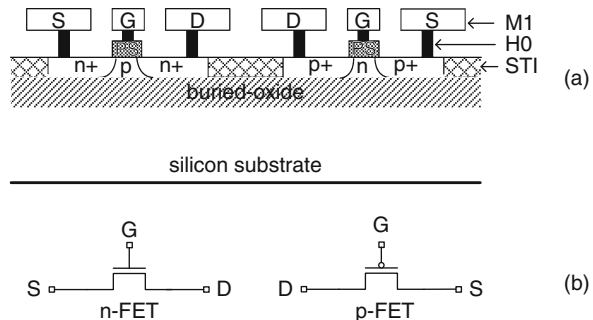 S G D D G S M1
H0
n+ p n+ p+ n p+ STI
(a)
buried-oxide
silicon substrate
G G
S D D S (b)
n-FET p-FET